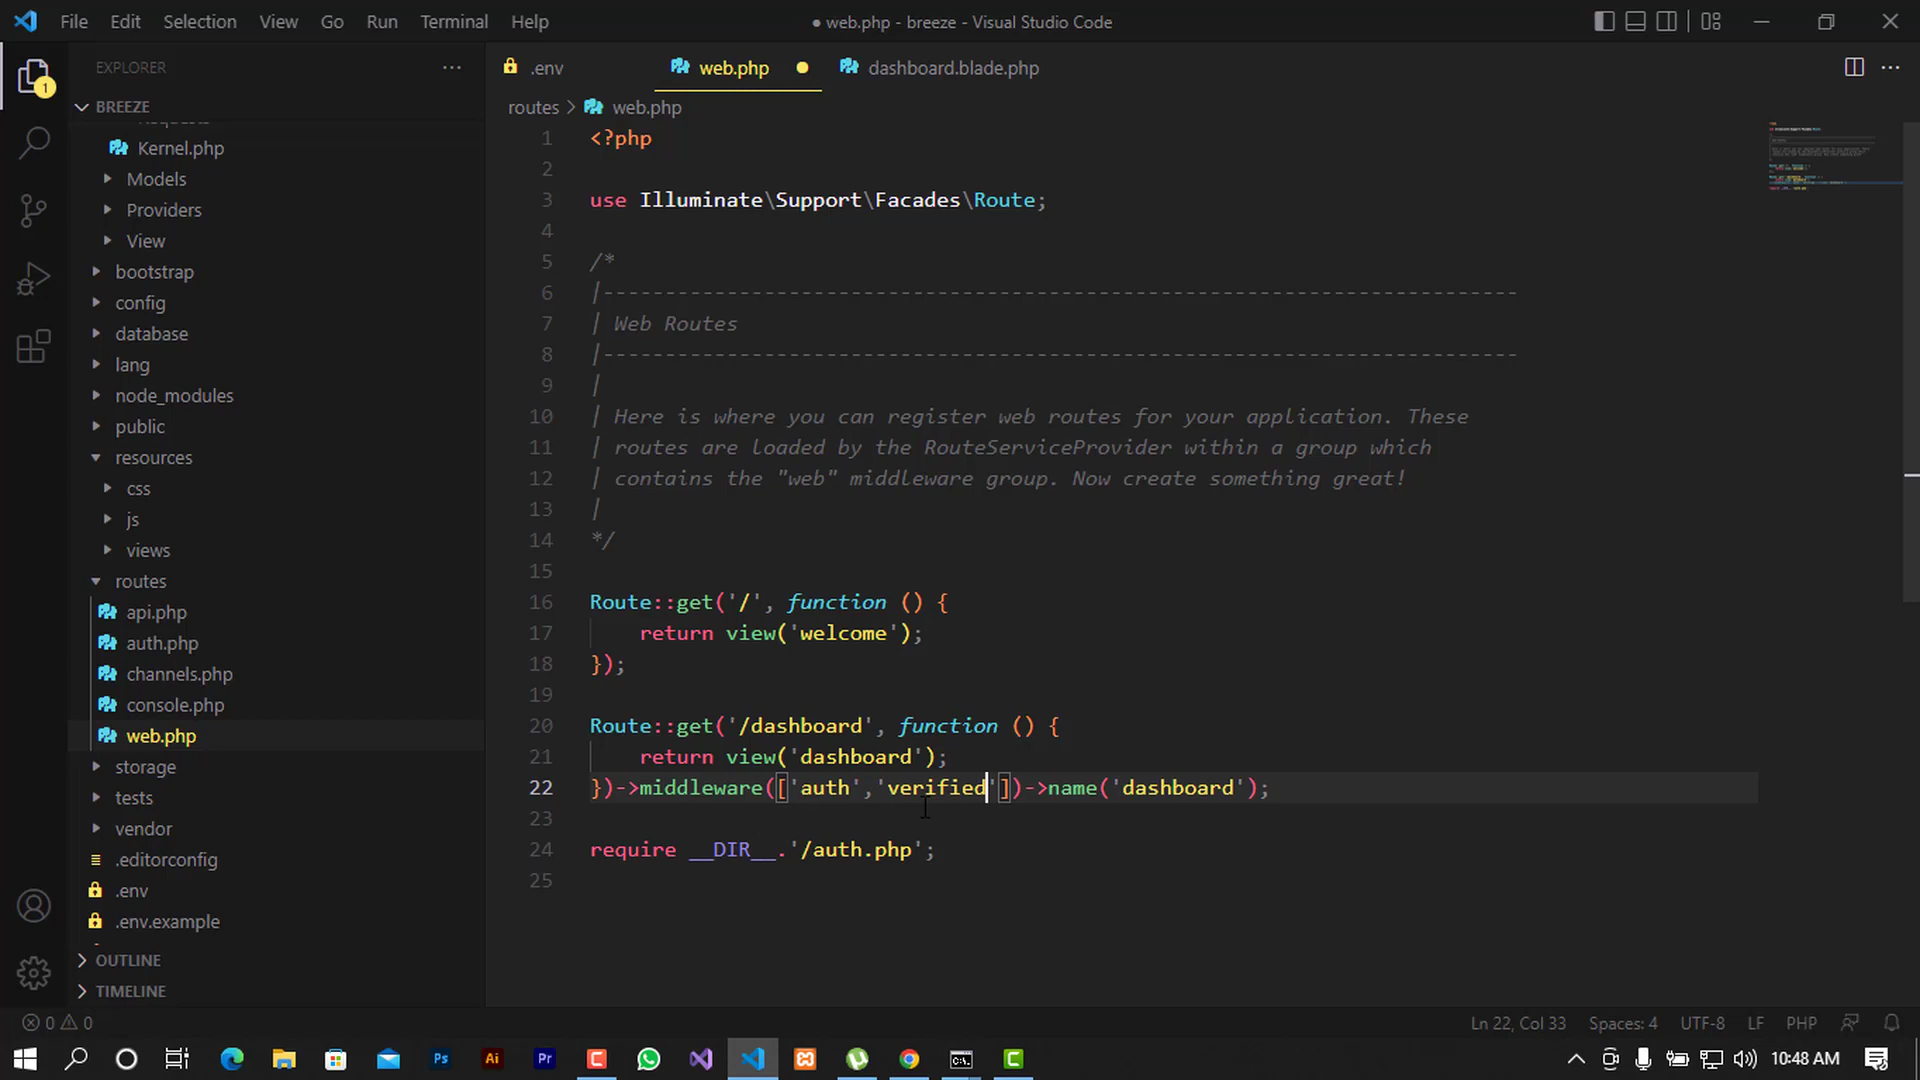 File Edit Selection View Go Run Terminal Help
● web.php - breeze - Visual Studio Code
EXPLORER
.env
web.php
dashboard.blade.php
1
BREEZE
routes > web.php
Requests
Kernel.php
Models
Providers
View
bootstrap
config
database
lang
node_modules
public
resources
css
js
views
routes
api.php
auth.php
channels.php
console.php
web.php
storage
tests
vendor
.editorconfig
.env
.env.example
OUTLINE
TIMELINE
1 <?php
2
3 use Illuminate\Support\Facades\Route;
4
5 /*
6 |--------------------------------------------------------------------------
7 | Web Routes
8 |--------------------------------------------------------------------------
9 |
10 | Here is where you can register web routes for your application. These
11 | routes are loaded by the RouteServiceProvider within a group which
12 | contains the "web" middleware group. Now create something great!
13 |
14 */
15
16 Route::get('/', function () {
17 return view('welcome');
18 });
19
20 Route::get('/dashboard', function () {
21 return view('dashboard');
22 })->middleware(['auth','verified'])->name('dashboard');
23
24 require __DIR__.'/auth.php';
25
0 0
Ln 22, Col 33 Spaces: 4 UTF-8 LF PHP
Ps Ai Pr C C
10:48 AM